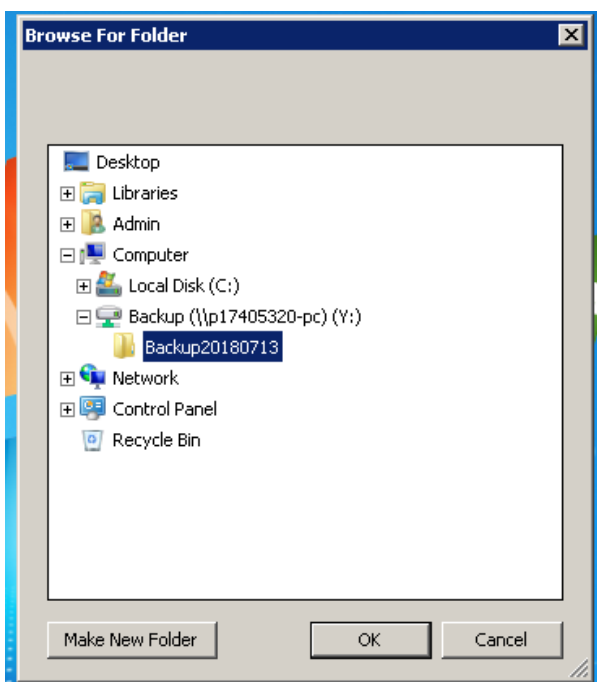 Browse For Folder
Desktop
Libraries
Admin
Computer
Local Disk (C:)
Backup (\\p17405320-pc) (Y:)
Backup20180713
Network
Control Panel
Recycle Bin
Make New Folder
OK
Cancel